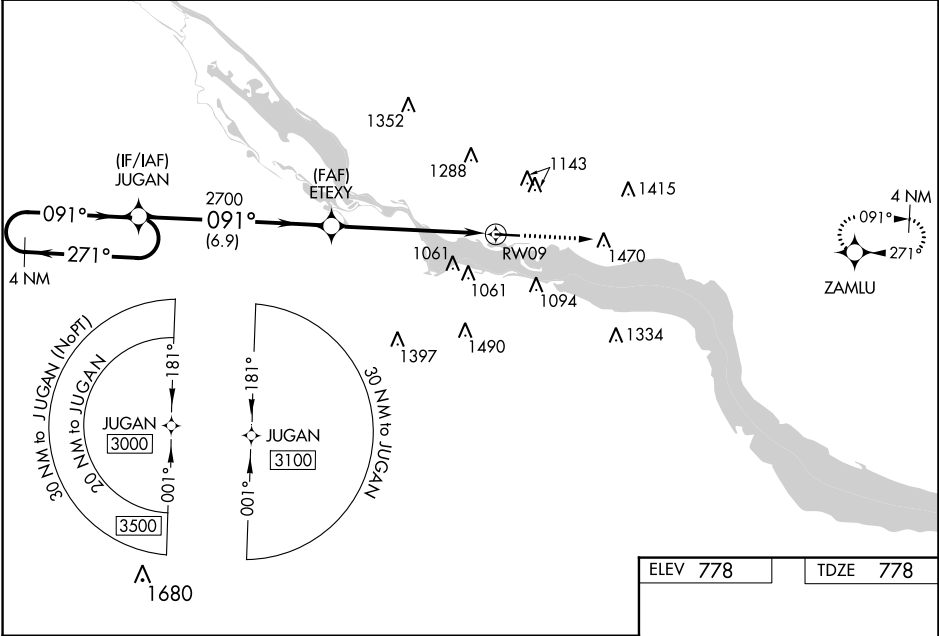 1352
1288
1143
1415
(IF/IAF)
JUGAN
(FAF)
ETEXY
2700
091°
(6.9)
091°
271°
4 NM
RW09
1470
1061
1061
1094
1334
1397
1490
4 NM
091°
271°
ZAMLU
30 NM to JUGAN (NoPT)
20 NM to JUGAN
181°
JUGAN
3000
001°
3500
181°
JUGAN
3100
001°
30 NM to JUGAN
1680
ELEV 778
TDZE 778